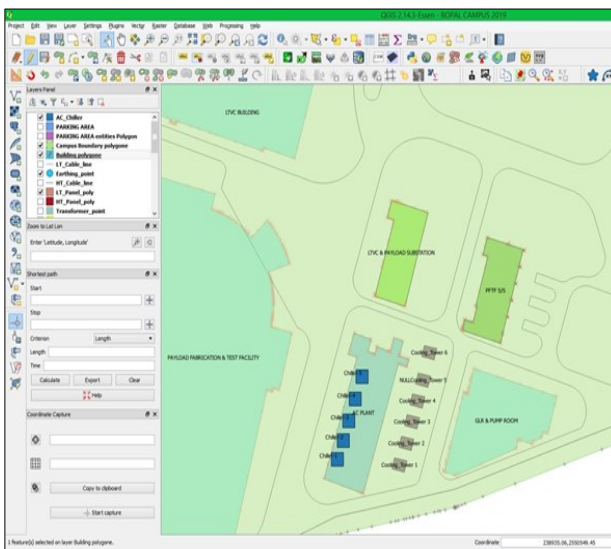 QGIS 2.14.3-Essen - BOPAL CAMPUS 2019
Project Edit View Layer Settings Plugins Vector Raster Database Web Processing Help
Layers Panel
AC_Chiller
PARKING AREA
PARKING AREA entities Polygon
Campus Boundary polygone
Building polygone
LT_Cable_line
Earthing_point
HT_Cable_line
LT_Panel_poly
HT_Panel_poly
Transformer_point
Zoom to Lat Lon
Enter 'Latitude, Longitude'
Shortest path
Start
Stop
Criterion Length
Length
Time
Calculate Export Clear
Help
Coordinate Capture
Copy to clipboard
Start capture
LTVC BUILDING
LTVC & PAYLOAD SUBSTATION
PFTF S/S
PAYLOAD FABRICATION & TEST FACILITY
Cooling_Tower 6
NULLCooling_Tower 5
Cooling_Tower 4
Cooling_Tower 3
Cooling_Tower 2
Cooling_Tower 1
AC PLANT
GLR & PUMP ROOM
1 feature(s) selected on layer Building polygone.
Coordinate 238935.06,2550549.45